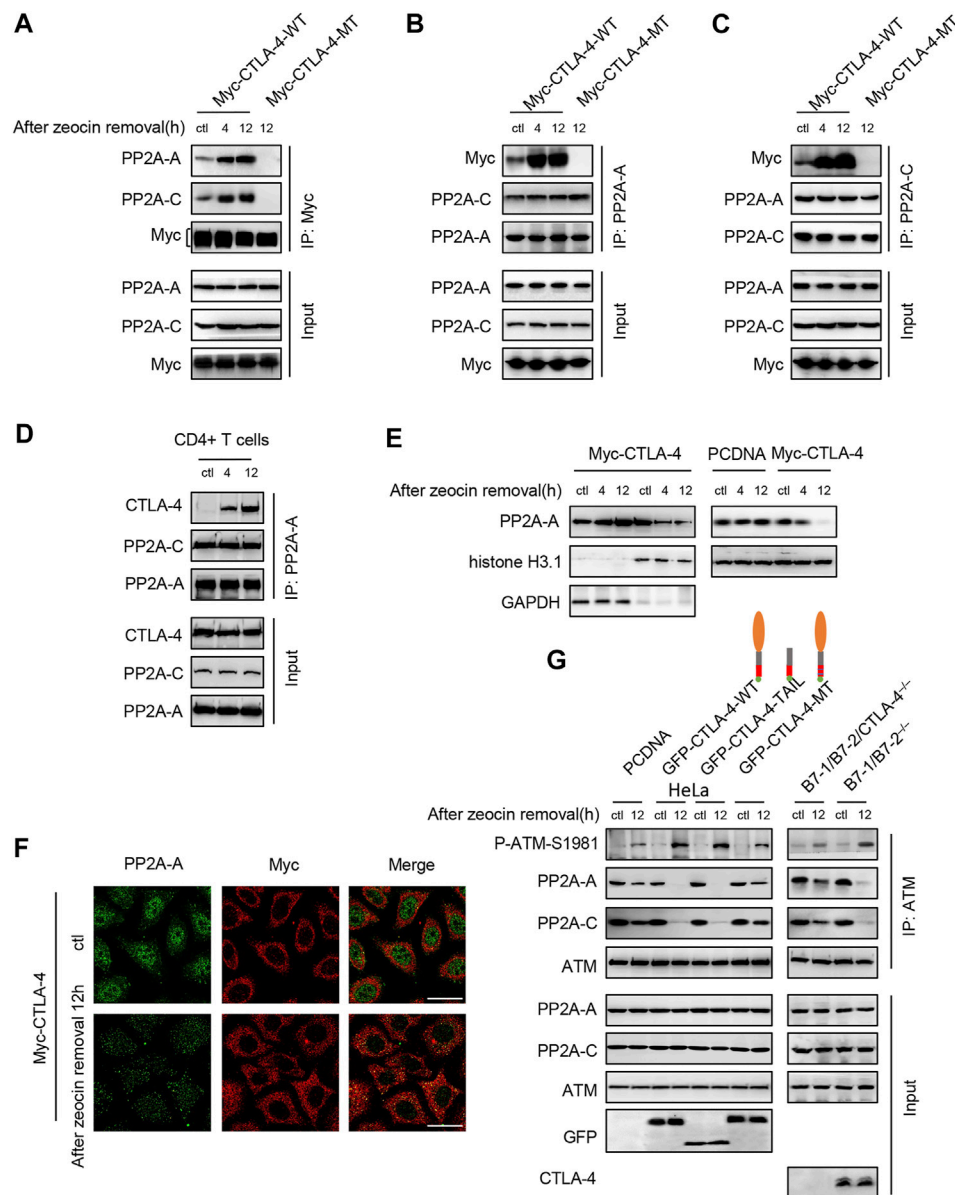 A
Myc-CTLA-4-WT
Myc-CTLA-4-MT
After zeocin removal(h) ctl 4 12 12
PP2A-A
PP2A-C
Myc
IP: Myc
PP2A-A
PP2A-C
Myc
Input
B
Myc-CTLA-4-WT
Myc-CTLA-4-MT
ctl 4 12 12
Myc
PP2A-C
PP2A-A
IP: PP2A-A
PP2A-A
PP2A-C
Myc
Input
C
Myc-CTLA-4-WT
Myc-CTLA-4-MT
ctl 4 12 12
Myc
PP2A-A
PP2A-C
IP: PP2A-C
PP2A-A
PP2A-C
Myc
Input
D
CD4+ T cells
ctl 4 12
CTLA-4
PP2A-C
PP2A-A
IP: PP2A-A
CTLA-4
PP2A-C
PP2A-A
Input
E
Myc-CTLA-4 PCDNA Myc-CTLA-4
After zeocin removal(h) ctl 4 12 ctl 4 12 ctl 4 12 ctl 4 12
PP2A-A
histone H3.1
GAPDH
F
PP2A-A Myc Merge
Myc-CTLA-4
ctl
After zeocin removal 12h
G
PCDNA
GFP-CTLA-4-WT
GFP-CTLA-4-TAIL
GFP-CTLA-4-MT
B7-1/B7-2/CTLA-4-/-
B7-1/B7-2-/-
HeLa
After zeocin removal(h) ctl 12 ctl 12 ctl 12 ctl 12 ctl 12 ctl 12
P-ATM-S1981
PP2A-A
PP2A-C
ATM
IP: ATM
PP2A-A
PP2A-C
ATM
GFP
CTLA-4
Input